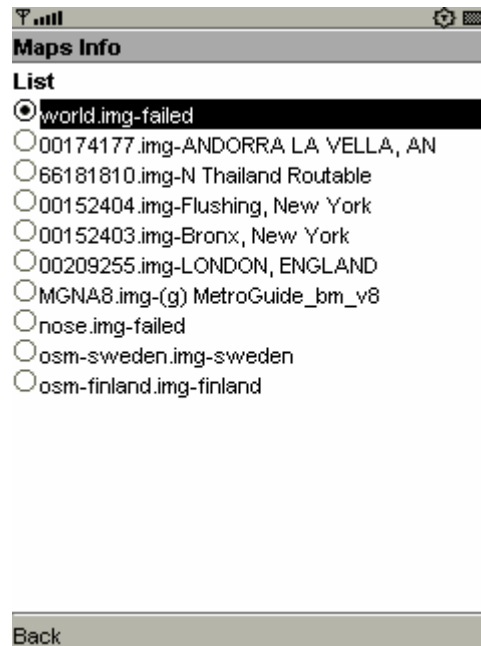 Maps Info
List
world.img-failed
00174177.img-ANDORRA LA VELLA, AN
66181810.img-N Thailand Routable
00152404.img-Flushing, New York
00152403.img-Bronx, New York
00209255.img-LONDON, ENGLAND
MGNA8.img-(g) MetroGuide_bm_v8
nose.img-failed
osm-sweden.img-sweden
osm-finland.img-finland
Back